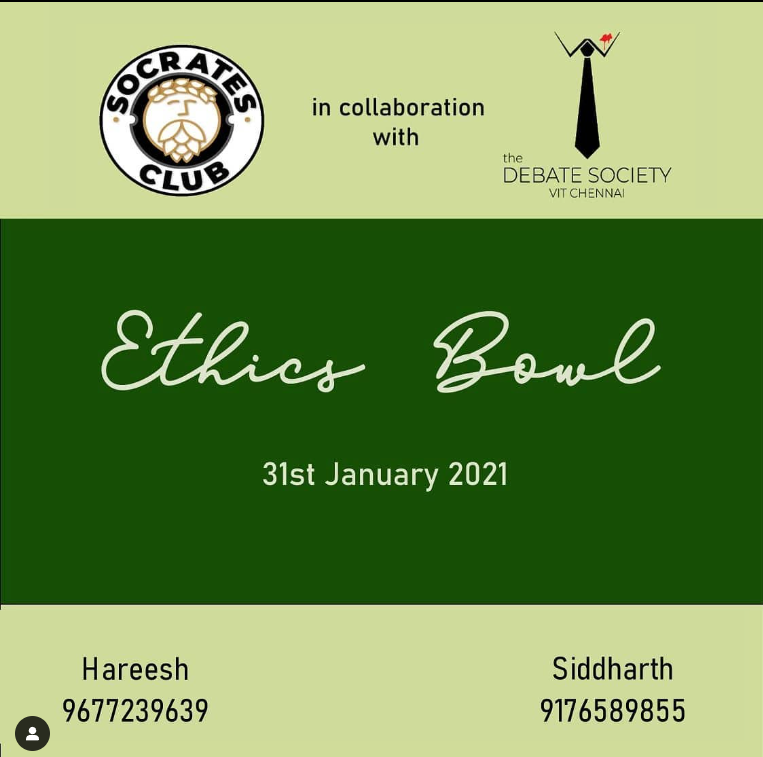 SOCRATES
CLUB
in collaboration
with
the
DEBATE SOCIETY
VIT CHENNAI
Ethics Bowl
31st January 2021
Hareesh
9677239639
Siddharth
9176589855